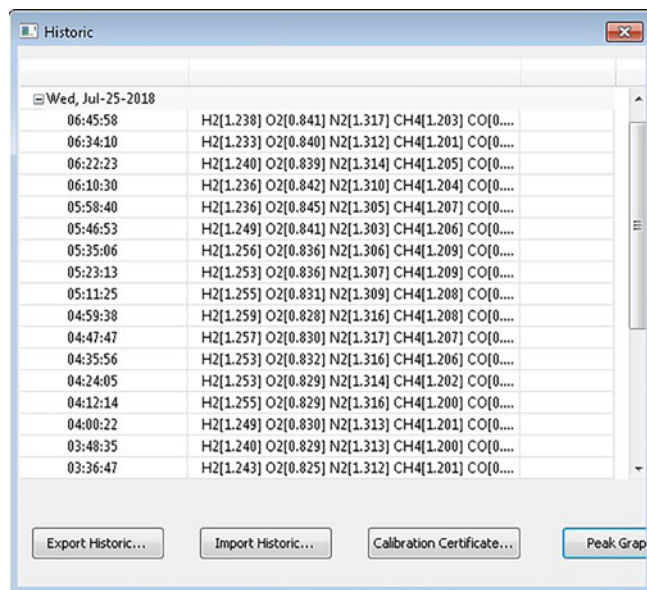 Historic
Wed, Jul-25-2018
06:45:58 H2[1.238] O2[0.841] N2[1.317] CH4[1.203] CO[0....
06:34:10 H2[1.233] O2[0.840] N2[1.312] CH4[1.201] CO[0....
06:22:23 H2[1.240] O2[0.839] N2[1.314] CH4[1.205] CO[0....
06:10:30 H2[1.236] O2[0.842] N2[1.310] CH4[1.204] CO[0....
05:58:40 H2[1.236] O2[0.845] N2[1.305] CH4[1.207] CO[0....
05:46:53 H2[1.249] O2[0.841] N2[1.303] CH4[1.206] CO[0....
05:35:06 H2[1.256] O2[0.836] N2[1.306] CH4[1.209] CO[0....
05:23:13 H2[1.253] O2[0.836] N2[1.307] CH4[1.209] CO[0....
05:11:25 H2[1.255] O2[0.831] N2[1.309] CH4[1.208] CO[0....
04:59:38 H2[1.259] O2[0.828] N2[1.316] CH4[1.208] CO[0....
04:47:47 H2[1.257] O2[0.830] N2[1.317] CH4[1.207] CO[0....
04:35:56 H2[1.253] O2[0.832] N2[1.316] CH4[1.206] CO[0....
04:24:05 H2[1.253] O2[0.829] N2[1.314] CH4[1.202] CO[0....
04:12:14 H2[1.255] O2[0.829] N2[1.316] CH4[1.200] CO[0....
04:00:22 H2[1.249] O2[0.830] N2[1.313] CH4[1.201] CO[0....
03:48:35 H2[1.240] O2[0.829] N2[1.313] CH4[1.200] CO[0....
03:36:47 H2[1.243] O2[0.825] N2[1.312] CH4[1.201] CO[0....
Export Historic... Import Historic... Calibration Certificate... Peak Grap